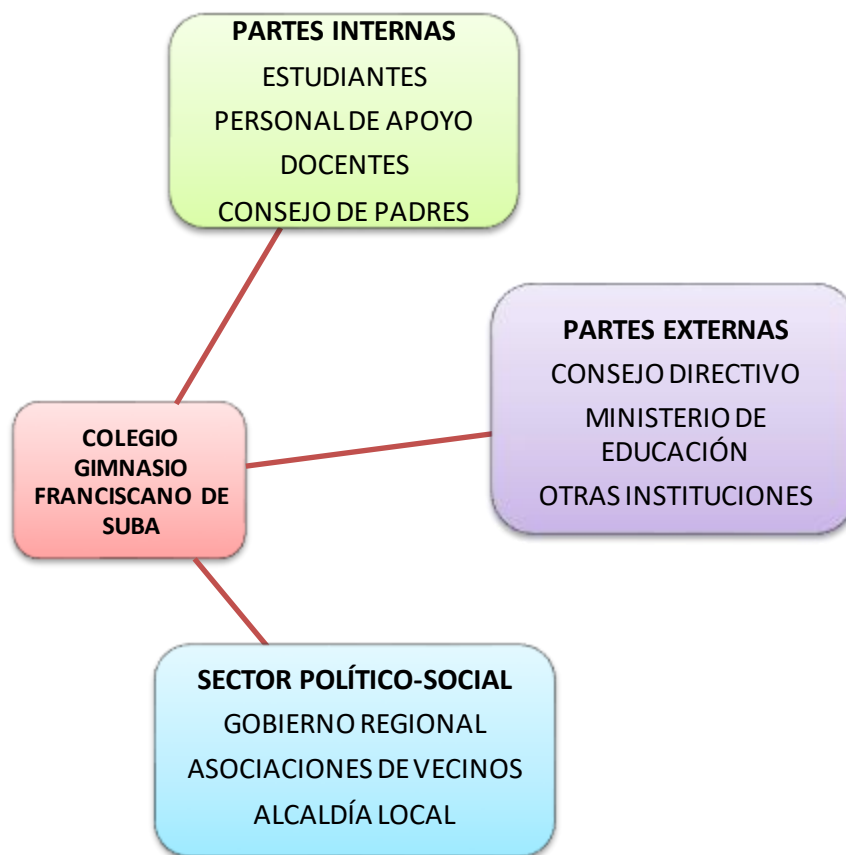 PARTES INTERNAS
ESTUDIANTES
PERSONAL DE APOYO
DOCENTES
CONSEJO DE PADRES
PARTES EXTERNAS
CONSEJO DIRECTIVO
MINISTERIO DE
EDUCACIÓN
OTRAS INSTITUCIONES
COLEGIO
GIMNASIO
FRANCISCANO DE
SUBA
SECTOR POLÍTICO-SOCIAL
GOBIERNO REGIONAL
ASOCIACIONES DE VECINOS
ALCALDÍA LOCAL